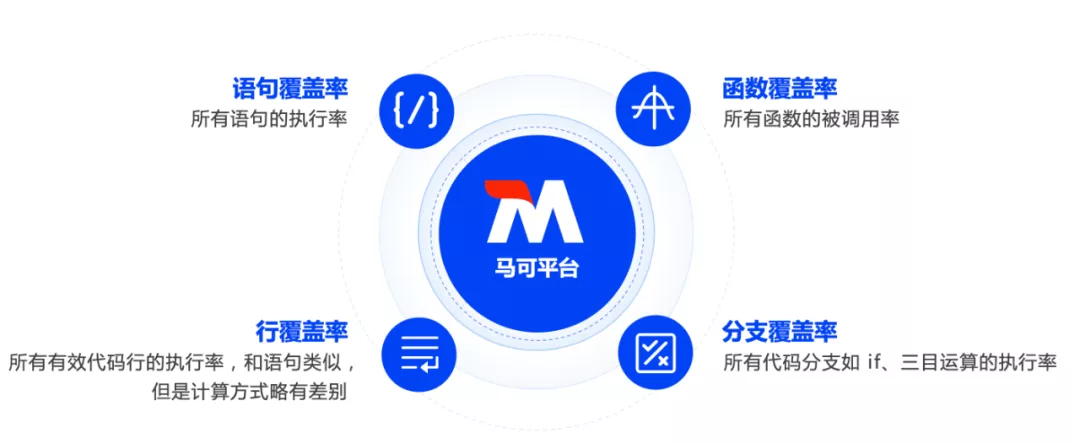 语句覆盖率
所有语句的执行率
函数覆盖率
所有函数的被调用率
M
马可平台
行覆盖率
所有有效代码行的执行率，和语句类似，
但是计算方式略有差别
分支覆盖率
所有代码分支如 if、三目运算的执行率